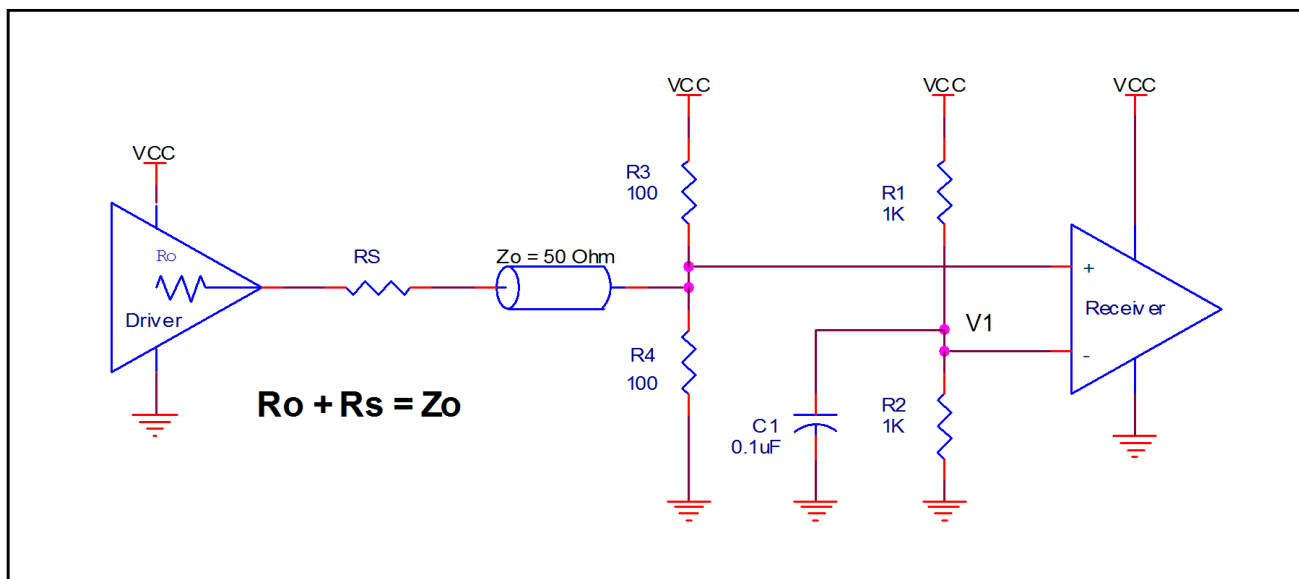 VCC
Ro
Driver
RS
Zo = 50 Ohm
Ro + Rs = Zo
VCC
R3
100
R4
100
VCC
R1
1K
V1
C1
0.1uF
R2
1K
VCC
+
Receiver
-